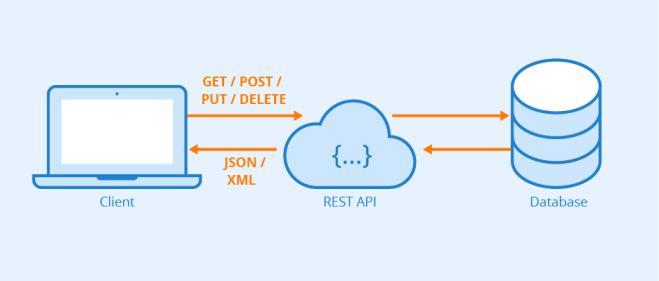 GET / POST /
PUT / DELETE
{...}
JSON /
XML
Client
REST API
Database